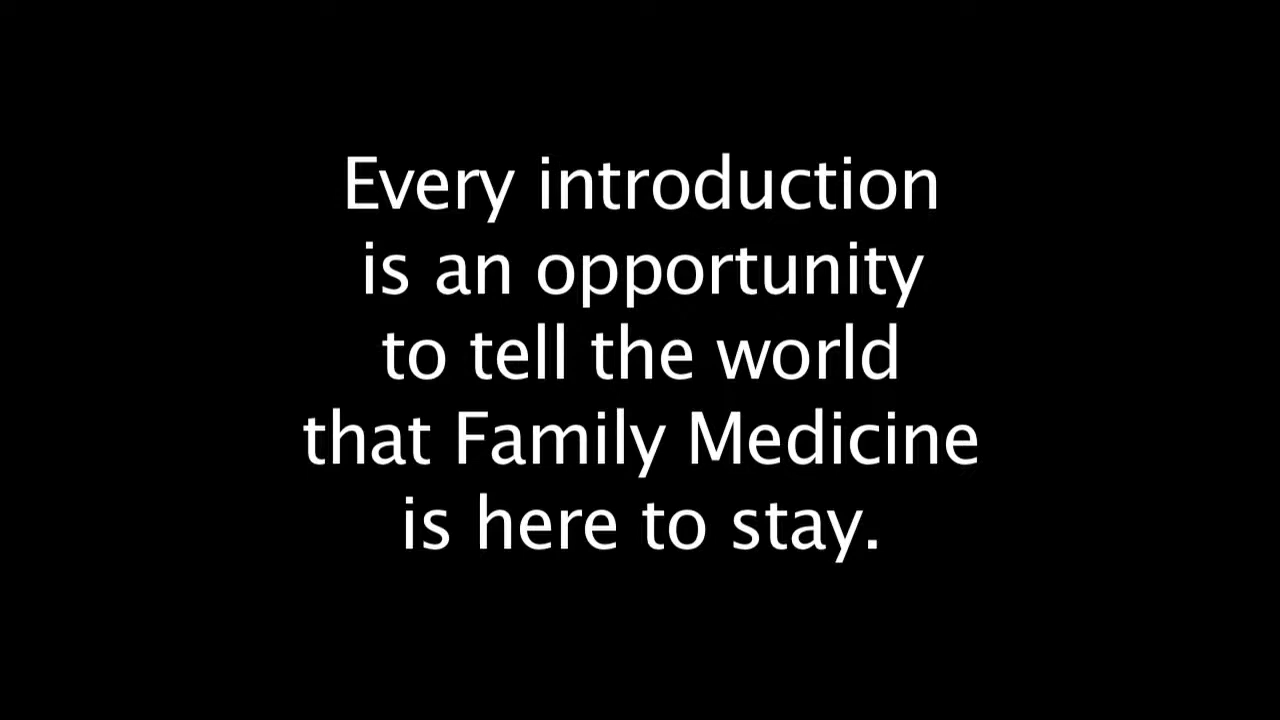 Every introduction
is an opportunity
to tell the world
that Family Medicine
is here to stay.